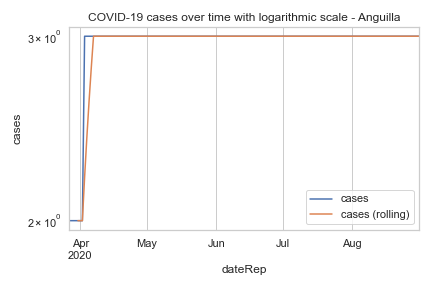 COVID-19 cases over time with logarithmic scale - Anguilla
3 × 10⁰
2 × 10⁰
cases
cases
cases (rolling)
Apr May Jun Jul Aug
2020
dateRep